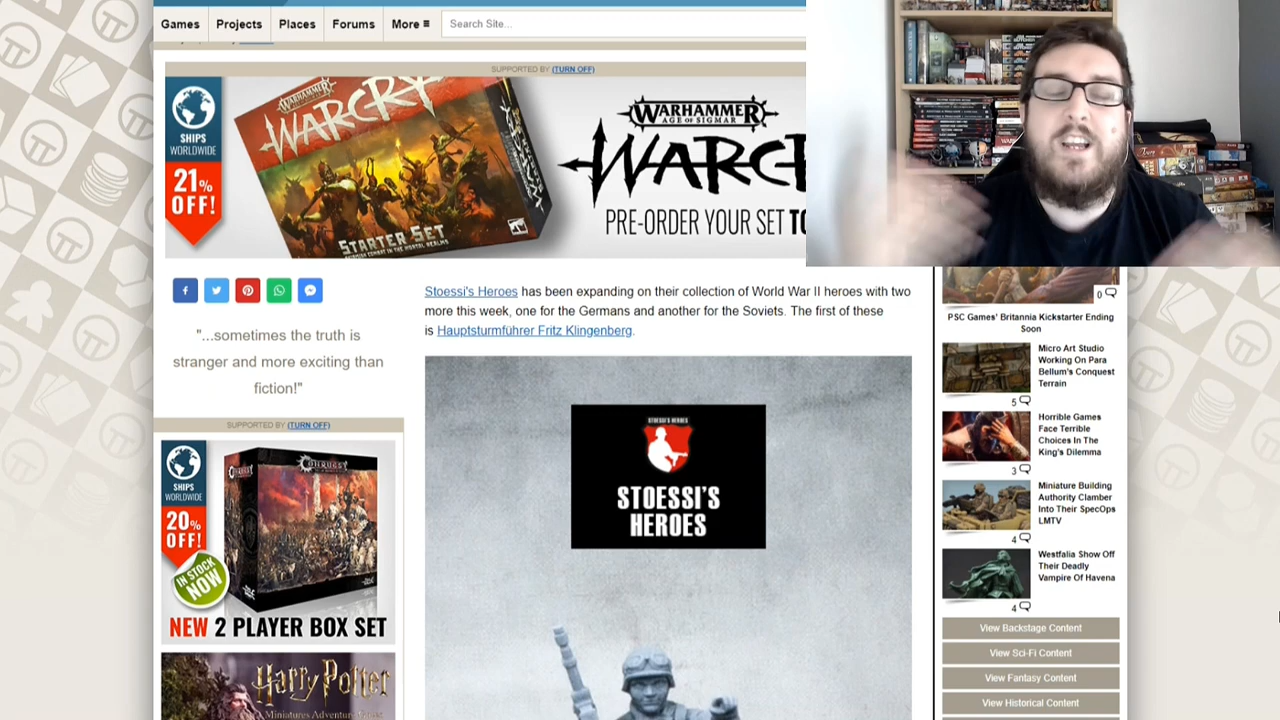 Games
Projects
Places
Forums
More ≡
Search Site...
SUPPORTED BY (TURN OFF)
SHIPS
WORLDWIDE
21%
OFF!
WARHAMMER
WARCRY
STARTER SET
WARHAMMER
AGE OF SIGMAR
WARC
PRE-ORDER YOUR SET TO
"...sometimes the truth is
stranger and more exciting than
fiction!"
SUPPORTED BY (TURN OFF)
SHIPS
WORLDWIDE
20%
OFF!
IN STOCK
NOW
CONQUEST
NEW 2 PLAYER BOX SET
Harry Potter
Miniatures Adventure Game
Stoessi's Heroes has been expanding on their collection of World War II heroes with two
more this week, one for the Germans and another for the Soviets. The first of these
is Hauptsturmführer Fritz Klingenberg.
STOESSI'S HEROES
STOESSI'S
HEROES
0
PSC Games' Britannia Kickstarter Ending
Soon
Micro Art Studio
Working On Para
Bellum's Conquest
Terrain
5
Horrible Games
Face Terrible
Choices In The
King's Dilemma
3
Miniature Building
Authority Clamber
Into Their SpecOps
LMTV
4
Westfalia Show Off
Their Deadly
Vampire Of Havena
4
View Backstage Content
View Sci-Fi Content
View Fantasy Content
View Historical Content